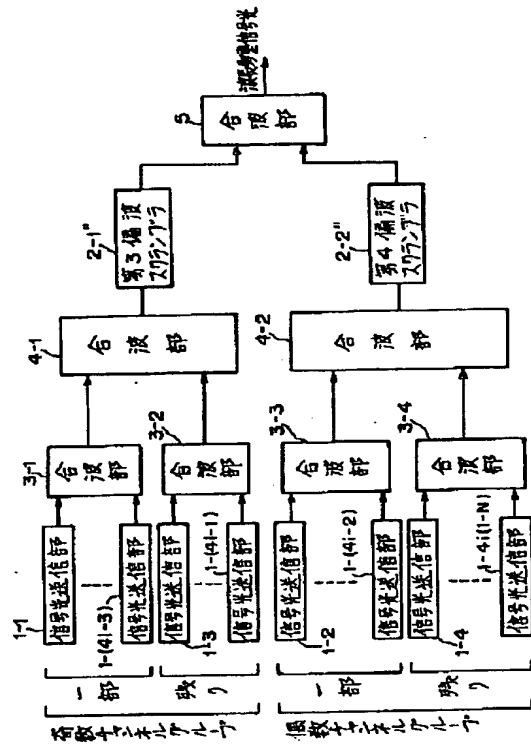 奇数チャンネルグループ
一部
残り
1-1
信号光送信部
1-(4i-3)
信号光送信部
1-3
信号光送信部
1-(4i-1)
信号光送信部
3-1
合波部
3-2
合波部
4-1
合波部
2-1"
第3偏波
スクランブラ
偶数チャンネルグループ
一部
残り
1-2
信号光送信部
1-(4i-2)
信号光送信部
1-4
信号光送信部
1-4i(1-N)
信号光送信部
3-3
合波部
3-4
合波部
4-2
合波部
2-2"
第4偏波
スクランブラ
5
合波部
波長多重信号光